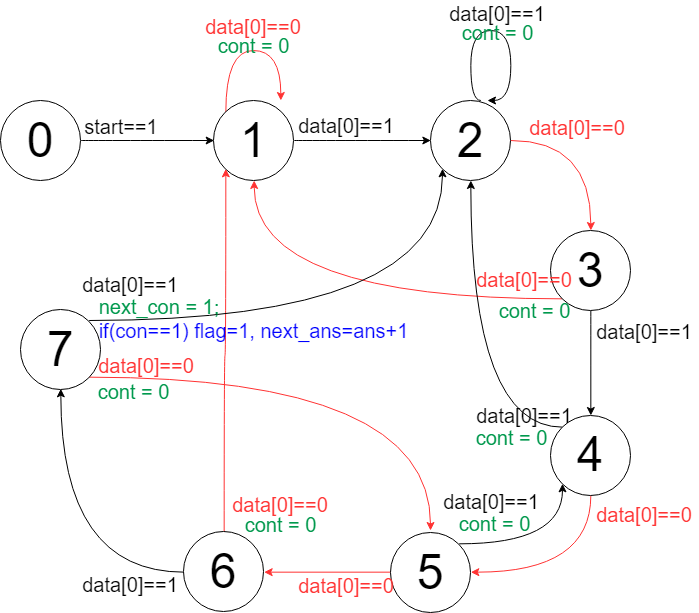 data[0]==0
cont = 0
data[0]==1
cont = 0
0
start==1
1
data[0]==1
2
data[0]==0
3
data[0]==0
cont = 0
data[0]==1
next_con = 1;
if(con==1) flag=1, next_ans=ans+1
data[0]==1
7
data[0]==0
cont = 0
data[0]==1
cont = 0
4
data[0]==1
cont = 0
data[0]==0
data[0]==0
cont = 0
6
5
data[0]==1
data[0]==0